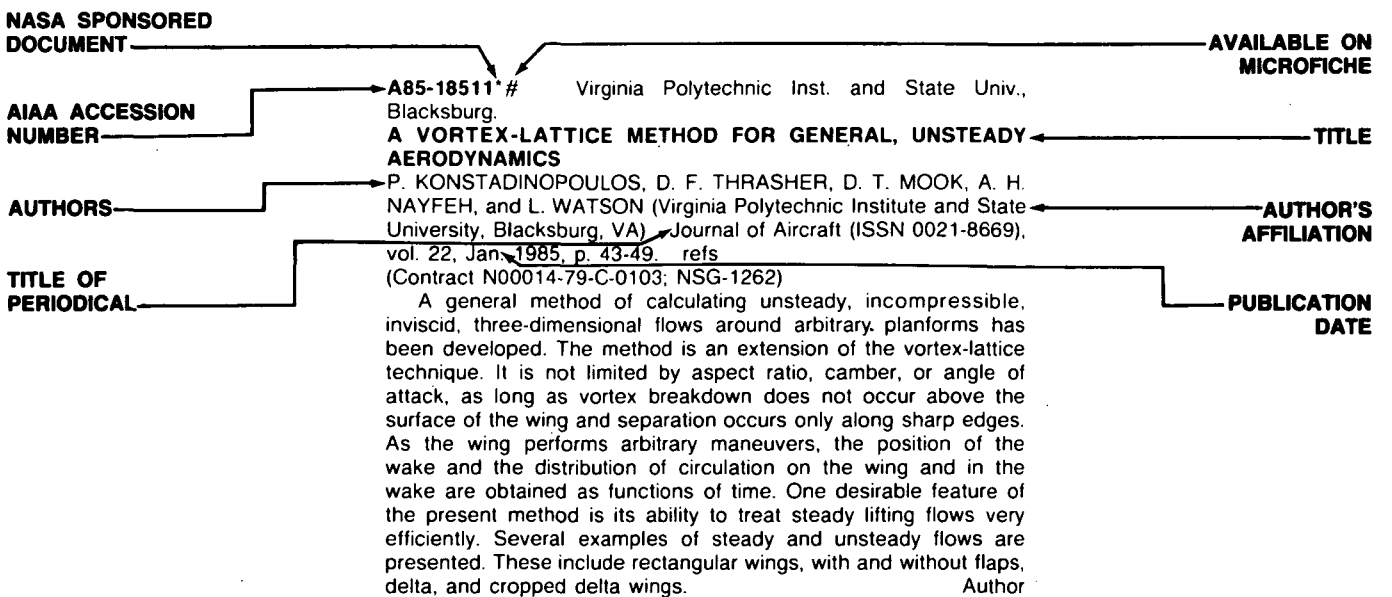 NASA SPONSORED
DOCUMENT
AVAILABLE ON
MICROFICHE
A85-18511*# Virginia Polytechnic Inst. and State Univ.,
Blacksburg.
AIAA ACCESSION
NUMBER
A VORTEX-LATTICE METHOD FOR GENERAL, UNSTEADY
AERODYNAMICS
TITLE
P. KONSTADINOPOULOS, D. F. THRASHER, D. T. MOOK, A. H.
NAYFEH, and L. WATSON (Virginia Polytechnic Institute and State
University, Blacksburg, VA) Journal of Aircraft (ISSN 0021-8669),
vol. 22, Jan. 1985, p. 43-49. refs
(Contract N00014-79-C-0103; NSG-1262)
AUTHORS
AUTHOR'S
AFFILIATION
TITLE OF
PERIODICAL
PUBLICATION
DATE
A general method of calculating unsteady, incompressible,
inviscid, three-dimensional flows around arbitrary. planforms has
been developed. The method is an extension of the vortex-lattice
technique. It is not limited by aspect ratio, camber, or angle of
attack, as long as vortex breakdown does not occur above the
surface of the wing and separation occurs only along sharp edges.
As the wing performs arbitrary maneuvers, the position of the
wake and the distribution of circulation on the wing and in the
wake are obtained as functions of time. One desirable feature of
the present method is its ability to treat steady lifting flows very
efficiently. Several examples of steady and unsteady flows are
presented. These include rectangular wings, with and without flaps,
delta, and cropped delta wings. Author